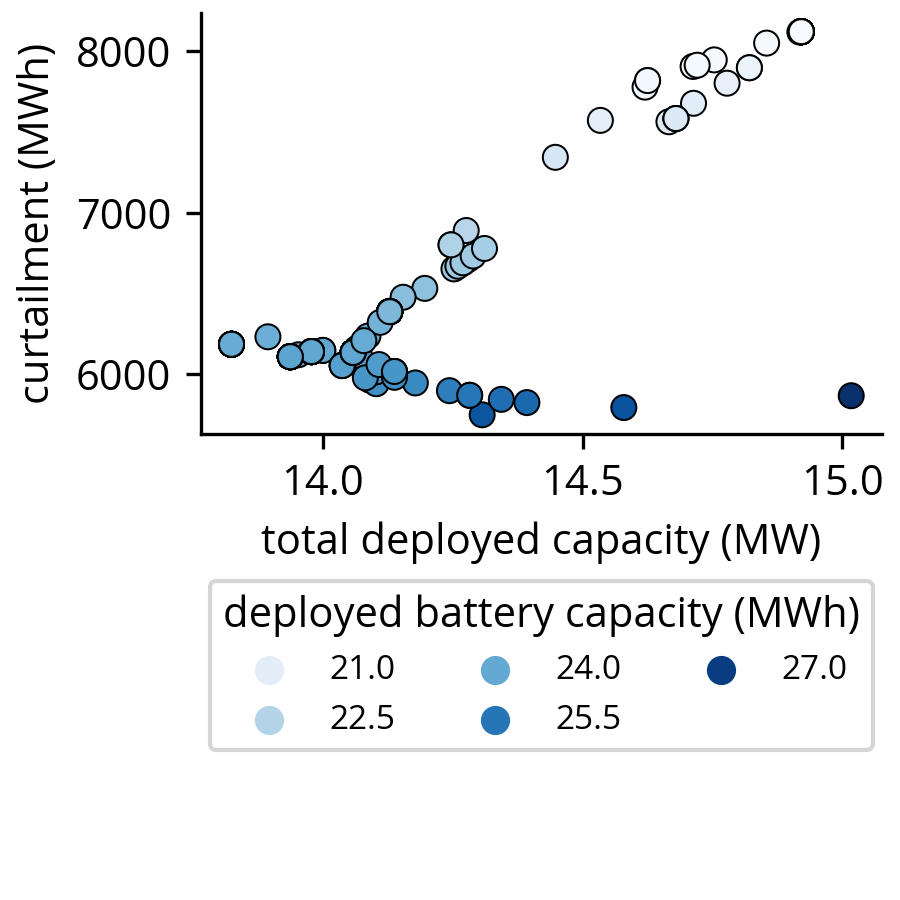 curtailment (MWh)
8000
7000
6000
14.0 14.5 15.0
total deployed capacity (MW)
deployed battery capacity (MWh)
21.0 24.0 27.0
22.5 25.5